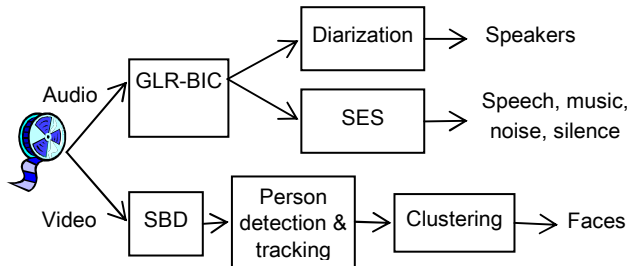 Audio
GLR-BIC
Diarization
Speakers
SES
Speech, music,
noise, silence
Video
SBD
Person
detection &
tracking
Clustering
Faces